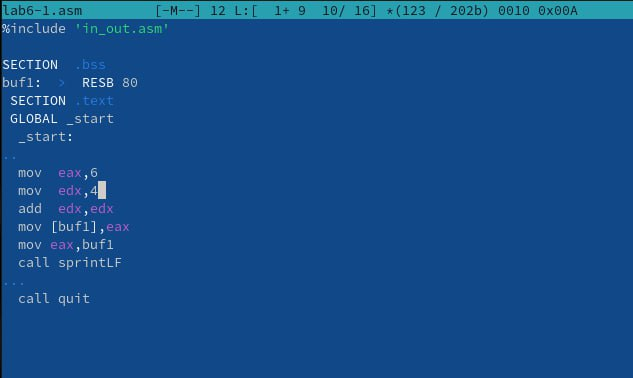 lab6-1.asm [-M--] 12 L:[ 1+ 9 10/ 16] *(123 / 202b) 0010 0x00A
%include 'in_out.asm'
SECTION .bss
buf1: > RESB 80
SECTION .text
GLOBAL _start
_start:
..
mov eax,6
mov edx,4
add edx,edx
mov [buf1],eax
mov eax,buf1
call sprintLF
...
call quit